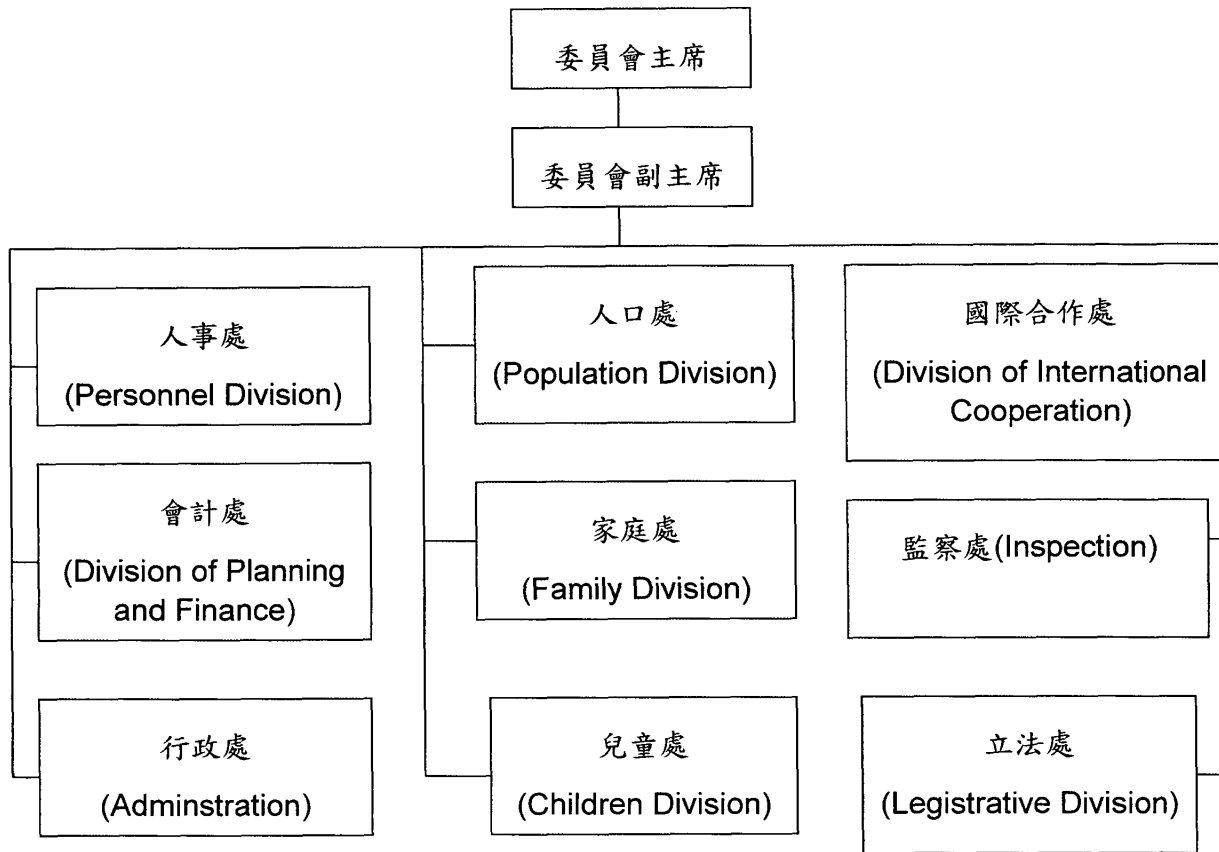 委員會主席
委員會副主席
人事處
(Personnel Division)
會計處
(Division of Planning
and Finance)
行政處
(Adminstration)
人口處
(Population Division)
家庭處
(Family Division)
兒童處
(Children Division)
國際合作處
(Division of International
Cooperation)
監察處(Inspection)
立法處
(Legistrative Division)